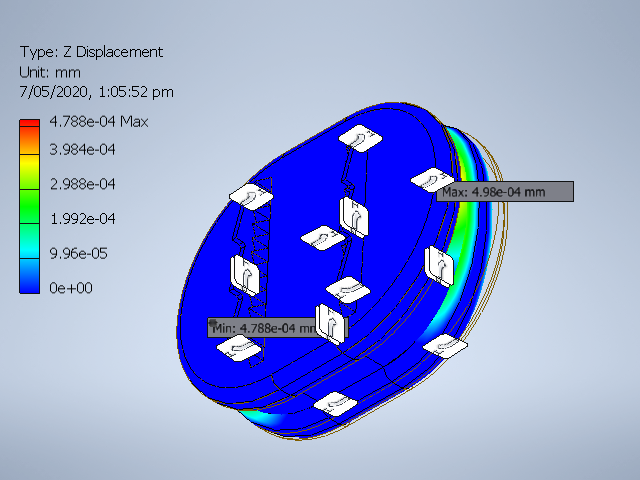 Type: Z Displacement
Unit: mm
7/05/2020, 1:05:52 pm
4.788e-04 Max
3.984e-04
2.988e-04
1.992e-04
9.96e-05
0e+00
Max: 4.98e-04 mm
Min: 4.788e-04 mm